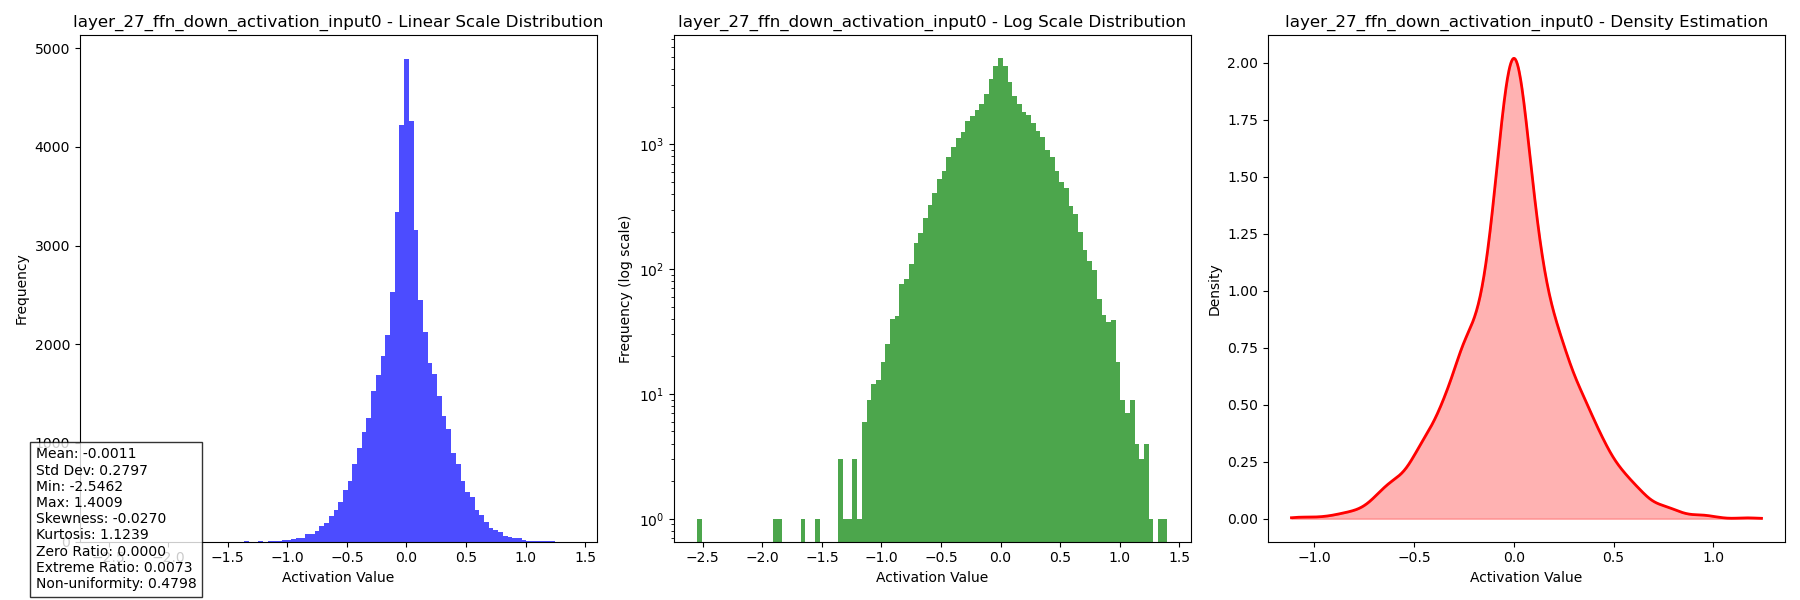 layer_27_ffn_down_activation_input0 - Linear Scale Distribution
5000
4000
3000
2000
1000
Frequency
−1.5
−1.0
−0.5
0.0
0.5
1.0
1.5
Activation Value
Mean: -0.0011
Std Dev: 0.2797
Min: -2.5462
Max: 1.4009
Skewness: -0.0270
Kurtosis: 1.1239
Zero Ratio: 0.0000
Extreme Ratio: 0.0073
Non-uniformity: 0.4798
layer_27_ffn_down_activation_input0 - Log Scale Distribution
10³
10²
10¹
10⁰
Frequency (log scale)
−2.5
−2.0
−1.5
−1.0
−0.5
0.0
0.5
1.0
1.5
Activation Value
layer_27_ffn_down_activation_input0 - Density Estimation
2.00
1.75
1.50
1.25
1.00
0.75
0.50
0.25
0.00
Density
−1.0
−0.5
0.0
0.5
1.0
Activation Value